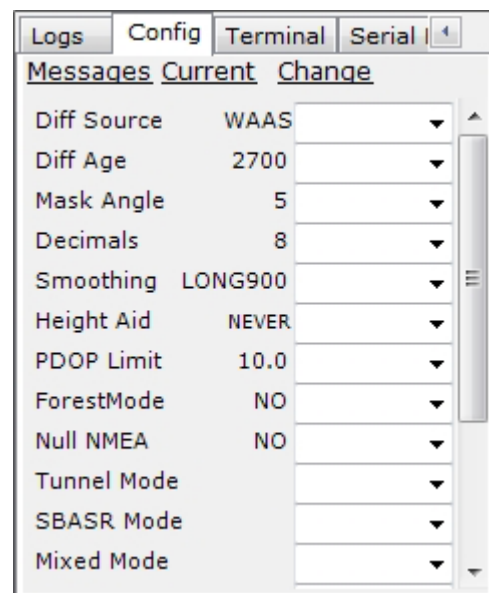 Logs Config Terminal Serial
Messages Current Change
Diff Source WAAS
Diff Age 2700
Mask Angle 5
Decimals 8
Smoothing LONG900
Height Aid NEVER
PDOP Limit 10.0
ForestMode NO
Null NMEA NO
Tunnel Mode
SBASR Mode
Mixed Mode